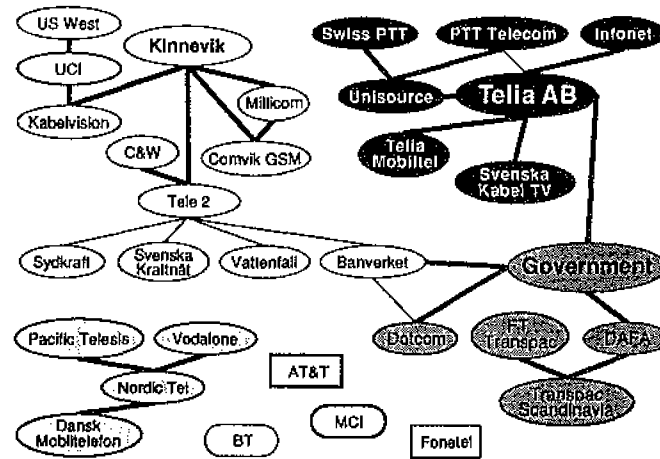 US West
Kinnevik
Swiss PTT
PTT Telecom
Infonet
UCI
Unisource
Telia AB
Kabelvision
Millicom
C&W
Comvik GSM
Telia
Mobiltel
Svenska
Kabel TV
Tele 2
Sydkraft
Svenska
Kraftnät
Vattenfall
Banverket
Government
Pacific Telesis
Vodafone
Dotcom
FT
Transpac
DAFA
AT&T
Nordic Tel
Transpac
Scandinavia
Dansk
Mobiltelefon
BT
MCI
Fonetel